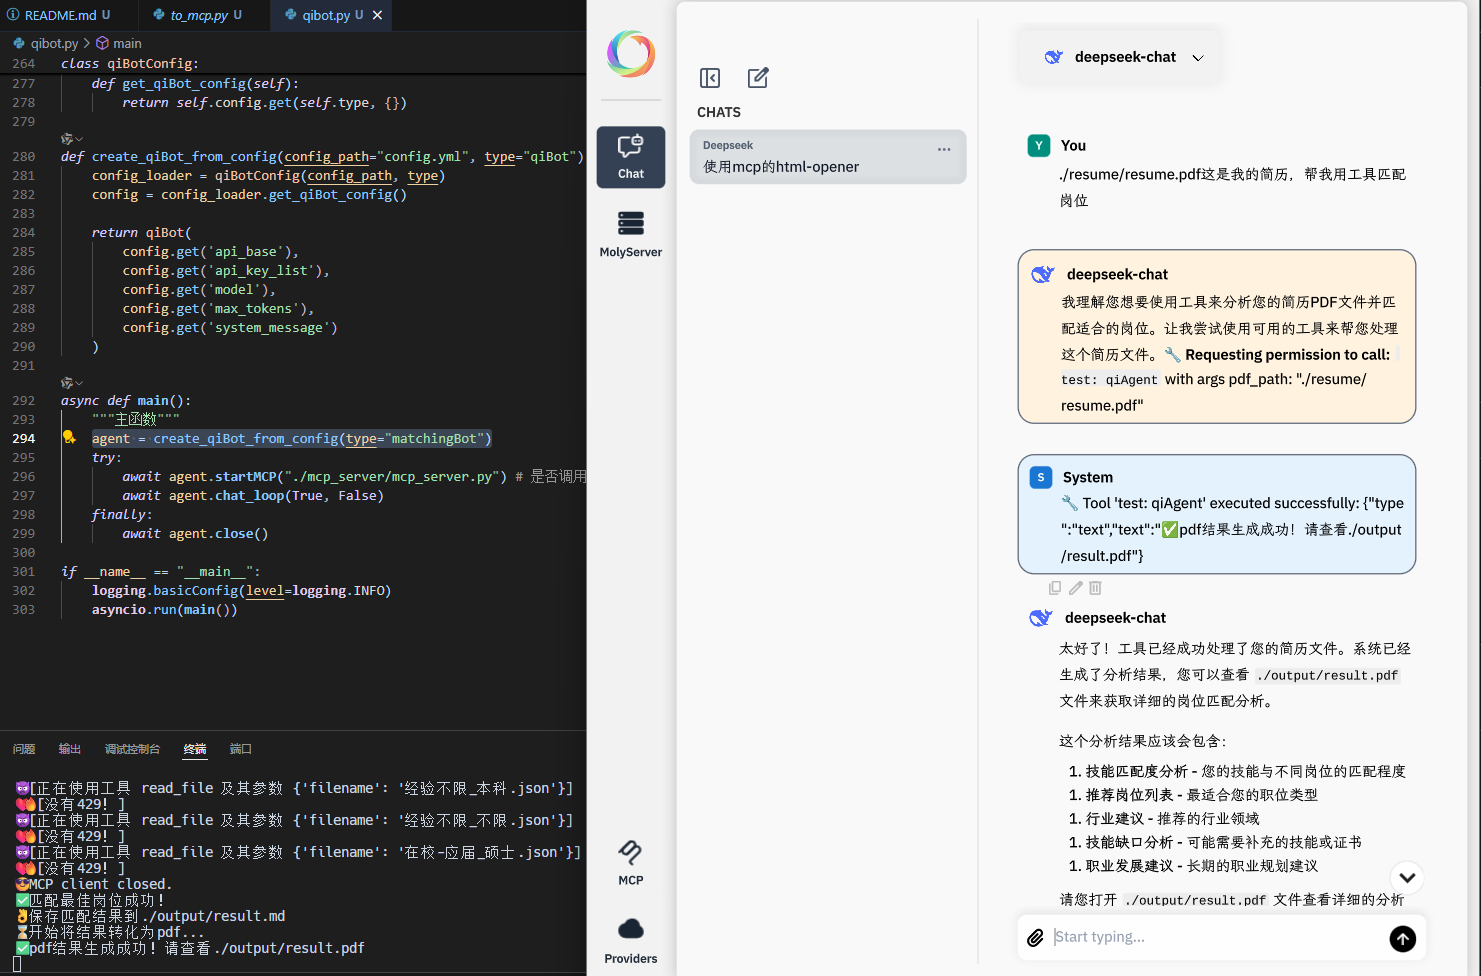 README.md U
to_mcp.py U
qibot.py U
qibot.py > main
264 class qiBotConfig:
277 def get_qiBot_config(self):
278 return self.config.get(self.type, {})
279
280 def create_qiBot_from_config(config_path="config.yml", type="qiBot")
281 config_loader = qiBotConfig(config_path, type)
282 config = config_loader.get_qiBot_config()
283
284 return qiBot(
285 config.get('api_base'),
286 config.get('api_key_list'),
287 config.get('model'),
288 config.get('max_tokens'),
289 config.get('system_message')
290 )
291
292 async def main():
293 """主函数"""
294 agent = create_qiBot_from_config(type="matchingBot")
295 try:
296 await agent.startMCP("./mcp_server/mcp_server.py") # 是否调用
297 await agent.chat_loop(True, False)
298 finally:
299 await agent.close()
300
301 if __name__ == "__main__":
302 logging.basicConfig(level=logging.INFO)
303 asyncio.run(main())
问题 输出 调试控制台 终端 端口
😈[正在使用工具 read_file 及其参数 {'filename': '经验不限_本科.json'}]
[没有429! ]
😈[正在使用工具 read_file 及其参数 {'filename': '经验不限_不限.json'}]
[没有429! ]
😈[正在使用工具 read_file 及其参数 {'filename': '在校-应届_硕士.json'}]
[没有429! ]
😎MCP client closed.
✅匹配最佳岗位成功!
👌保存匹配结果到./output/result.md
⌛开始将结果转化为pdf...
✅pdf结果生成成功! 请查看./output/result.pdf
Chat
MolyServer
MCP
Providers
CHATS
Deepseek
使用mcp的html-opener
deepseek-chat
Y You
./resume/resume.pdf这是我的简历，帮我用工具匹配
岗位
deepseek-chat
我理解您想要使用工具来分析您的简历PDF文件并匹
配适合的岗位。让我尝试使用可用的工具来帮您处理
这个简历文件。🔧 Requesting permission to call:
test: qiAgent with args pdf_path: "./resume/
resume.pdf"
S System
🔧 Tool 'test: qiAgent' executed successfully: {"type
":"text","text":"✅pdf结果生成成功！请查看./output
/result.pdf"}
deepseek-chat
太好了！工具已经成功处理了您的简历文件。系统已经
生成了分析结果，您可以查看 ./output/result.pdf
文件来获取详细的岗位匹配分析。
这个分析结果应该会包含：
1. 技能匹配度分析 - 您的技能与不同岗位的匹配程度
1. 推荐岗位列表 - 最适合您的职位类型
1. 行业建议 - 推荐的行业领域
1. 技能缺口分析 - 可能需要补充的技能或证书
1. 职业发展建议 - 长期的职业规划建议
请您打开 ./output/result.pdf 文件查看详细的分析
Start typing...